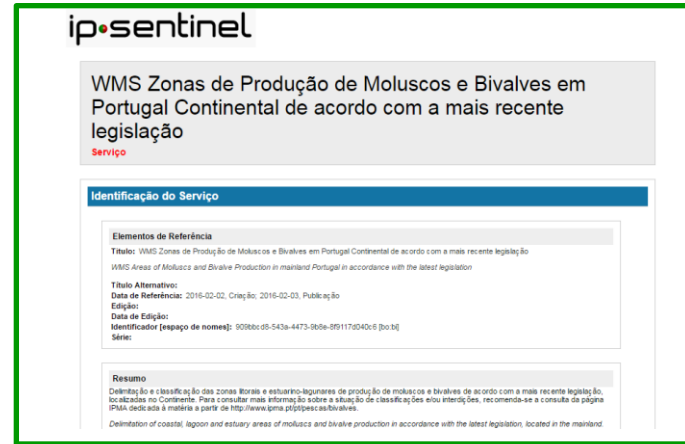 ip•sentinel
WMS Zonas de Produção de Moluscos e Bivalves em
Portugal Continental de acordo com a mais recente
legislação
Serviço
Identificação do Serviço
Elementos de Referência
Título: WMS Zonas de Produção de Moluscos e Bivalves em Portugal Continental de acordo com a mais recente legislação
WMS Areas of Molluscs and Bivalve Production in mainland Portugal in accordance with the latest legislation
Título Alternativo:
Data de Referência: 2016-02-02, Criação; 2016-02-03, Publicação
Edição:
Data de Edição:
Identificador [espaço de nomes]: 909bbcd8-543a-4473-9b8e-8f9117d040c6 [bo:bl]
Série:
Resumo
Delimitação e classificação das zonas litorais e estuarino-lagunares de produção de moluscos e bivalves de acordo com a mais recente legislação,
localizadas no Continente. Para consultar mais informação sobre a situação de classificações e/ou interdições, recomenda-se a consulta da página
IPMA dedicada à matéria a partir de http://www.ipma.pt/pt/pescas/bivalves.
Delimitation of coastal, lagoon and estuary areas of molluscs and bivalve production in accordance with the latest legislation, located in the mainland.